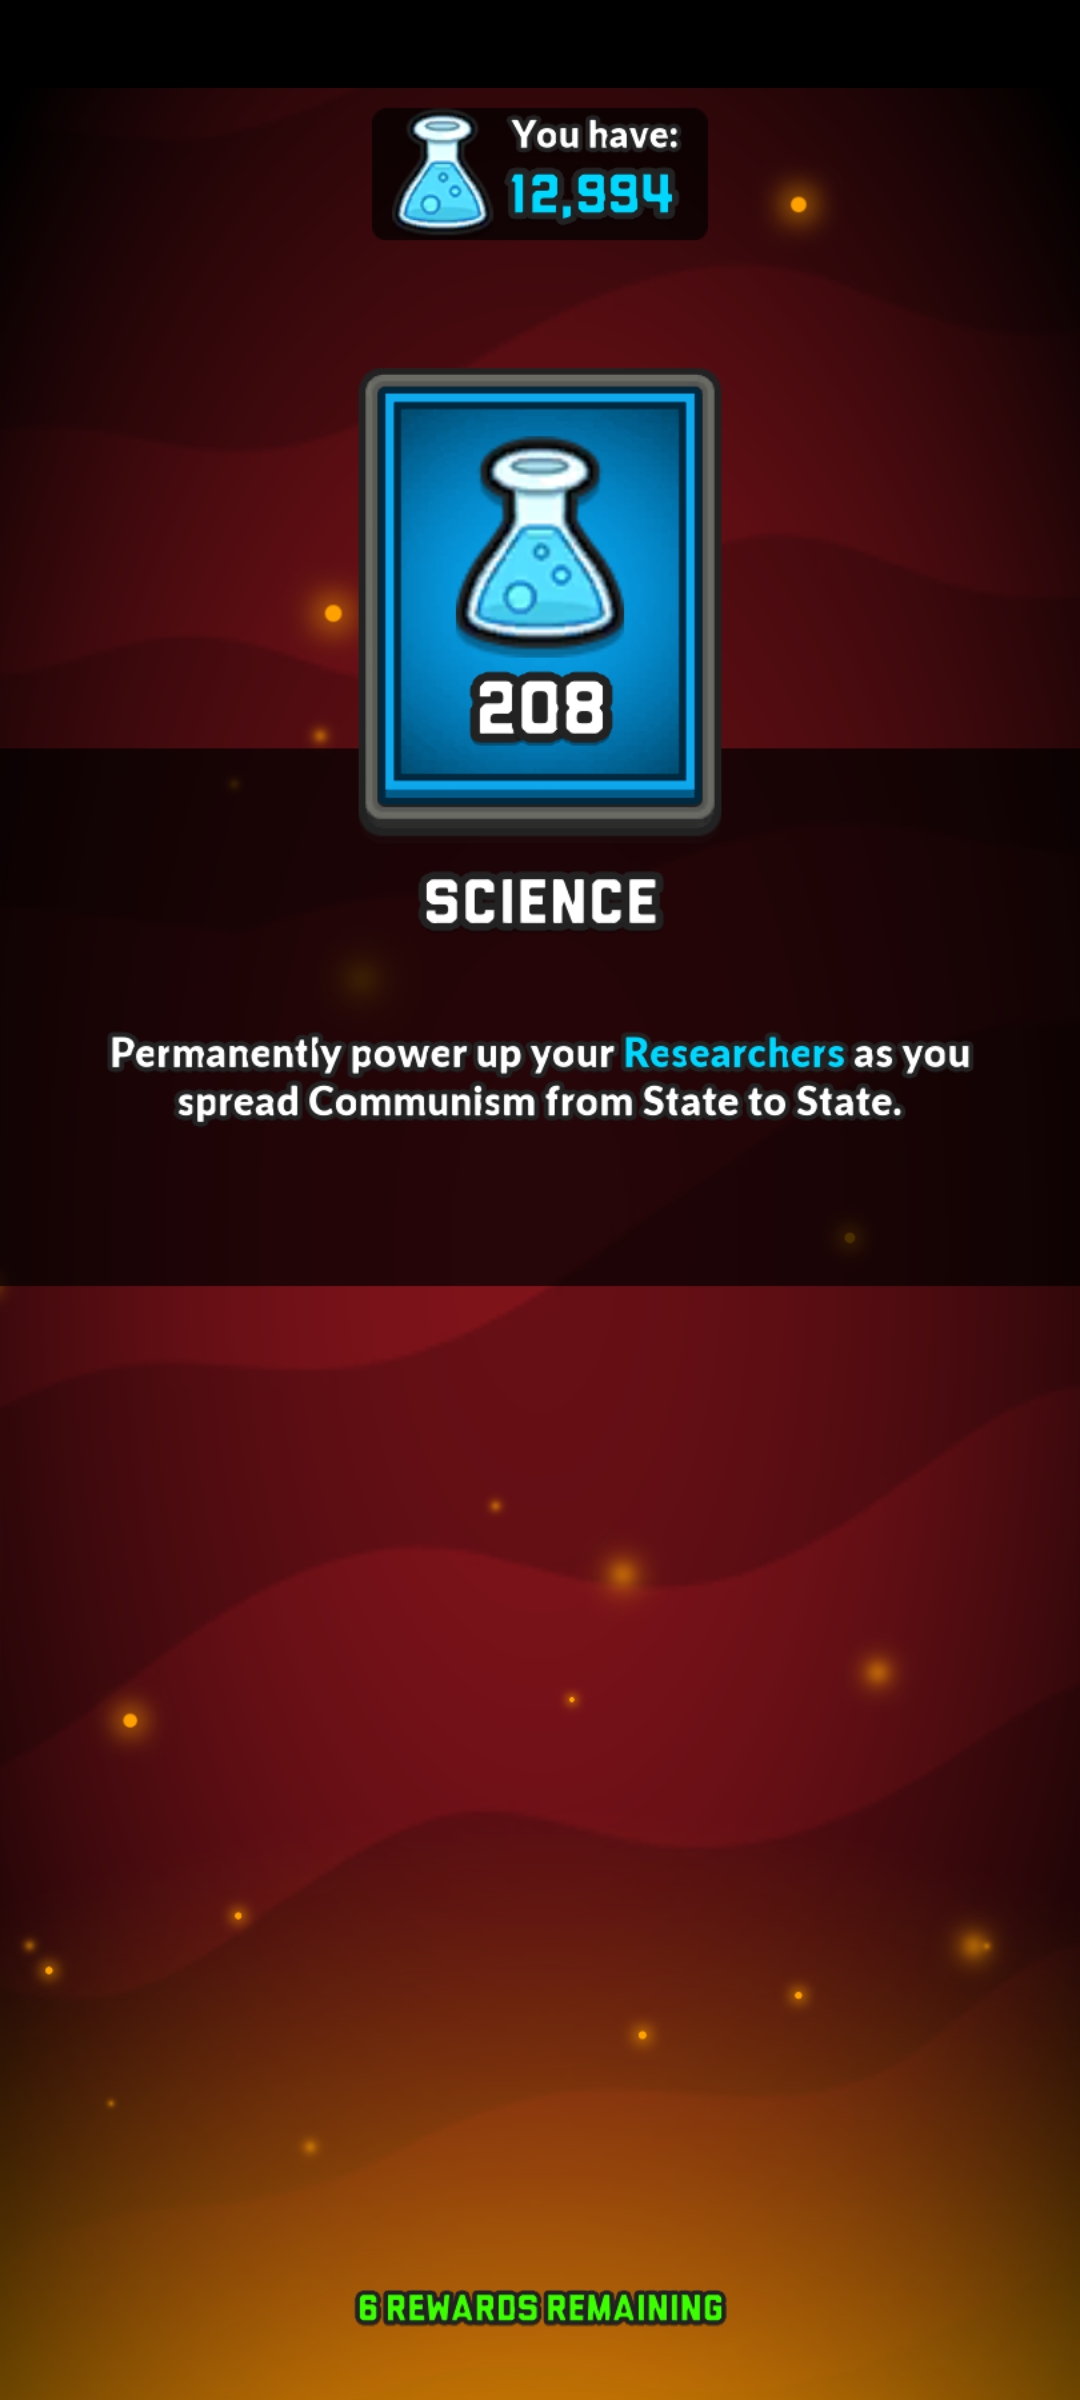 You have:
12,994
208
SCIENCE
Permanently power up your Researchers as you
spread Communism from State to State.
6 REWARDS REMAINING